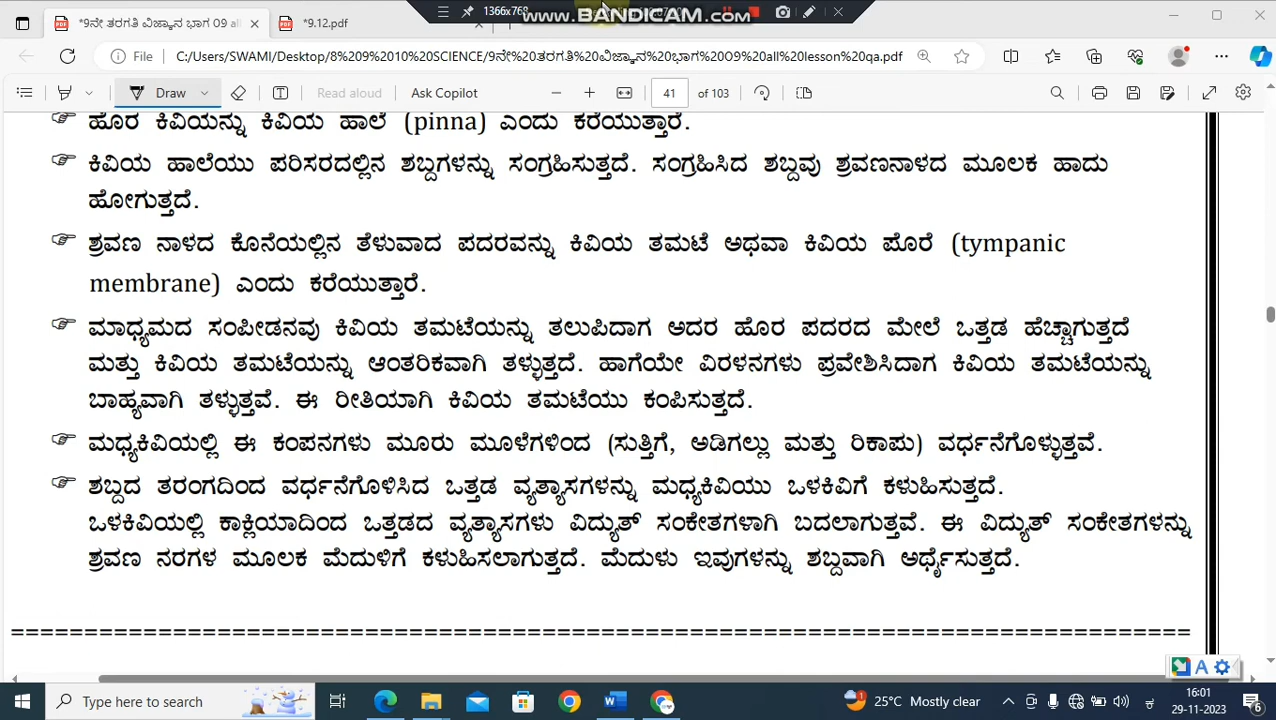 *9ನೇ ತರಗತಿ ವಿಜ್ಞಾನ ಭಾಗ 09 all
*9.12.pdf
1366x768
www.BANDICAM.com
File
C:/Users/SWAMI/Desktop/8%209%2010%20SCIENCE/9ನೇ%20ತರಗತಿ%20ವಿಜ್ಞಾನ%20ಭಾಗ%2009%20all%20lesson%20qa.pdf
Draw
Read aloud
Ask Copilot
41 of 103
ಹೊರ ಕಿವಿಯನ್ನು ಕಿವಿಯ ಹಾಲೆ (pinna) ಎಂದು ಕರೆಯುತ್ತಾರೆ.
ಕಿವಿಯ ಹಾಲೆಯು ಪರಿಸರದಲ್ಲಿನ ಶಬ್ದಗಳನ್ನು ಸಂಗ್ರಹಿಸುತ್ತದೆ. ಸಂಗ್ರಹಿಸಿದ ಶಬ್ದವು ಶ್ರವಣನಾಳದ ಮೂಲಕ ಹಾದು
ಹೋಗುತ್ತದೆ.
ಶ್ರವಣ ನಾಳದ ಕೊನೆಯಲ್ಲಿನ ತೆಳುವಾದ ಪದರವನ್ನು ಕಿವಿಯ ತಮಟೆ ಅಥವಾ ಕಿವಿಯ ಪೊರೆ (tympanic
membrane) ಎಂದು ಕರೆಯುತ್ತಾರೆ.
ಮಾಧ್ಯಮದ ಸಂಪೀಡನವು ಕಿವಿಯ ತಮಟೆಯನ್ನು ತಲುಪಿದಾಗ ಅದರ ಹೊರ ಪದರದ ಮೇಲೆ ಒತ್ತಡ ಹೆಚ್ಚಾಗುತ್ತದೆ
ಮತ್ತು ಕಿವಿಯ ತಮಟೆಯನ್ನು ಆಂತರಿಕವಾಗಿ ತಳ್ಳುತ್ತದೆ. ಹಾಗೆಯೇ ವಿರಳನಗಳು ಪ್ರವೇಶಿಸಿದಾಗ ಕಿವಿಯ ತಮಟೆಯನ್ನು
ಬಾಹ್ಯವಾಗಿ ತಳ್ಳುತ್ತವೆ. ಈ ರೀತಿಯಾಗಿ ಕಿವಿಯ ತಮಟೆಯು ಕಂಪಿಸುತ್ತದೆ.
ಮಧ್ಯಕಿವಿಯಲ್ಲಿ ಈ ಕಂಪನಗಳು ಮೂರು ಮೂಳೆಗಳಿಂದ (ಸುತ್ತಿಗೆ, ಅಡಿಗಲ್ಲು ಮತ್ತು ರಿಕಾಪು) ವರ್ಧನೆಗೊಳ್ಳುತ್ತವೆ.
ಶಬ್ದದ ತರಂಗದಿಂದ ವರ್ಧನೆಗೊಳಿಸಿದ ಒತ್ತಡ ವ್ಯತ್ಯಾಸಗಳನ್ನು ಮಧ್ಯಕಿವಿಯು ಒಳಕಿವಿಗೆ ಕಳುಹಿಸುತ್ತದೆ.
ಒಳಕಿವಿಯಲ್ಲಿ ಕಾಕ್ಲಿಯಾದಿಂದ ಒತ್ತಡದ ವ್ಯತ್ಯಾಸಗಳು ವಿದ್ಯುತ್ ಸಂಕೇತಗಳಾಗಿ ಬದಲಾಗುತ್ತವೆ. ಈ ವಿದ್ಯುತ್ ಸಂಕೇತಗಳನ್ನು
ಶ್ರವಣ ನರಗಳ ಮೂಲಕ ಮೆದುಳಿಗೆ ಕಳುಹಿಸಲಾಗುತ್ತದೆ. ಮೆದುಳು ಇವುಗಳನ್ನು ಶಬ್ದವಾಗಿ ಅರ್ಥೈಸುತ್ತದೆ.
Type here to search
25°C Mostly clear
16:01
29-11-2023
6